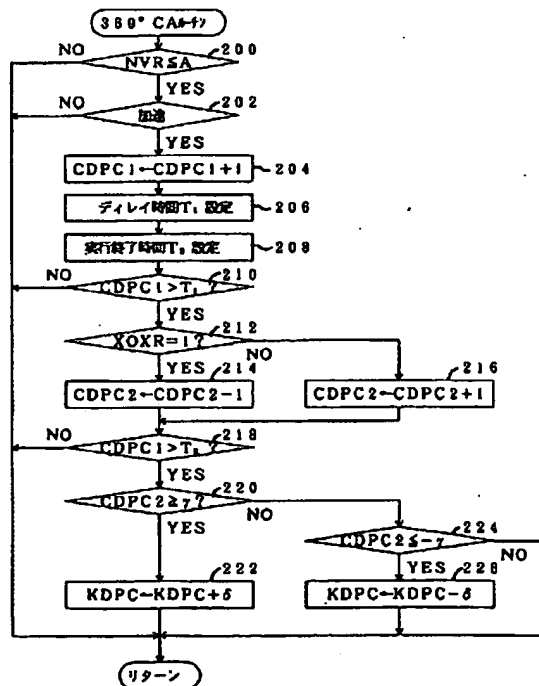 360°CAルーチン
200
NO
NVR≦A
YES
202
NO
加速
YES
CDPC1←CDPC1+1
204
ディレイ時間T₁設定
206
実行終了時間T₂設定
208
210
NO
CDPC1>T₁?
YES
212
XOXR=1?
NO
YES
214
CDPC2←CDPC2-1
216
CDPC2←CDPC2+1
218
NO
CDPC1>T₂?
YES
220
CDPC2≧γ?
NO
YES
224
CDPC2≦-γ
NO
YES
222
KDPC←KDPC+δ
226
KDPC←KDPC-δ
リターン